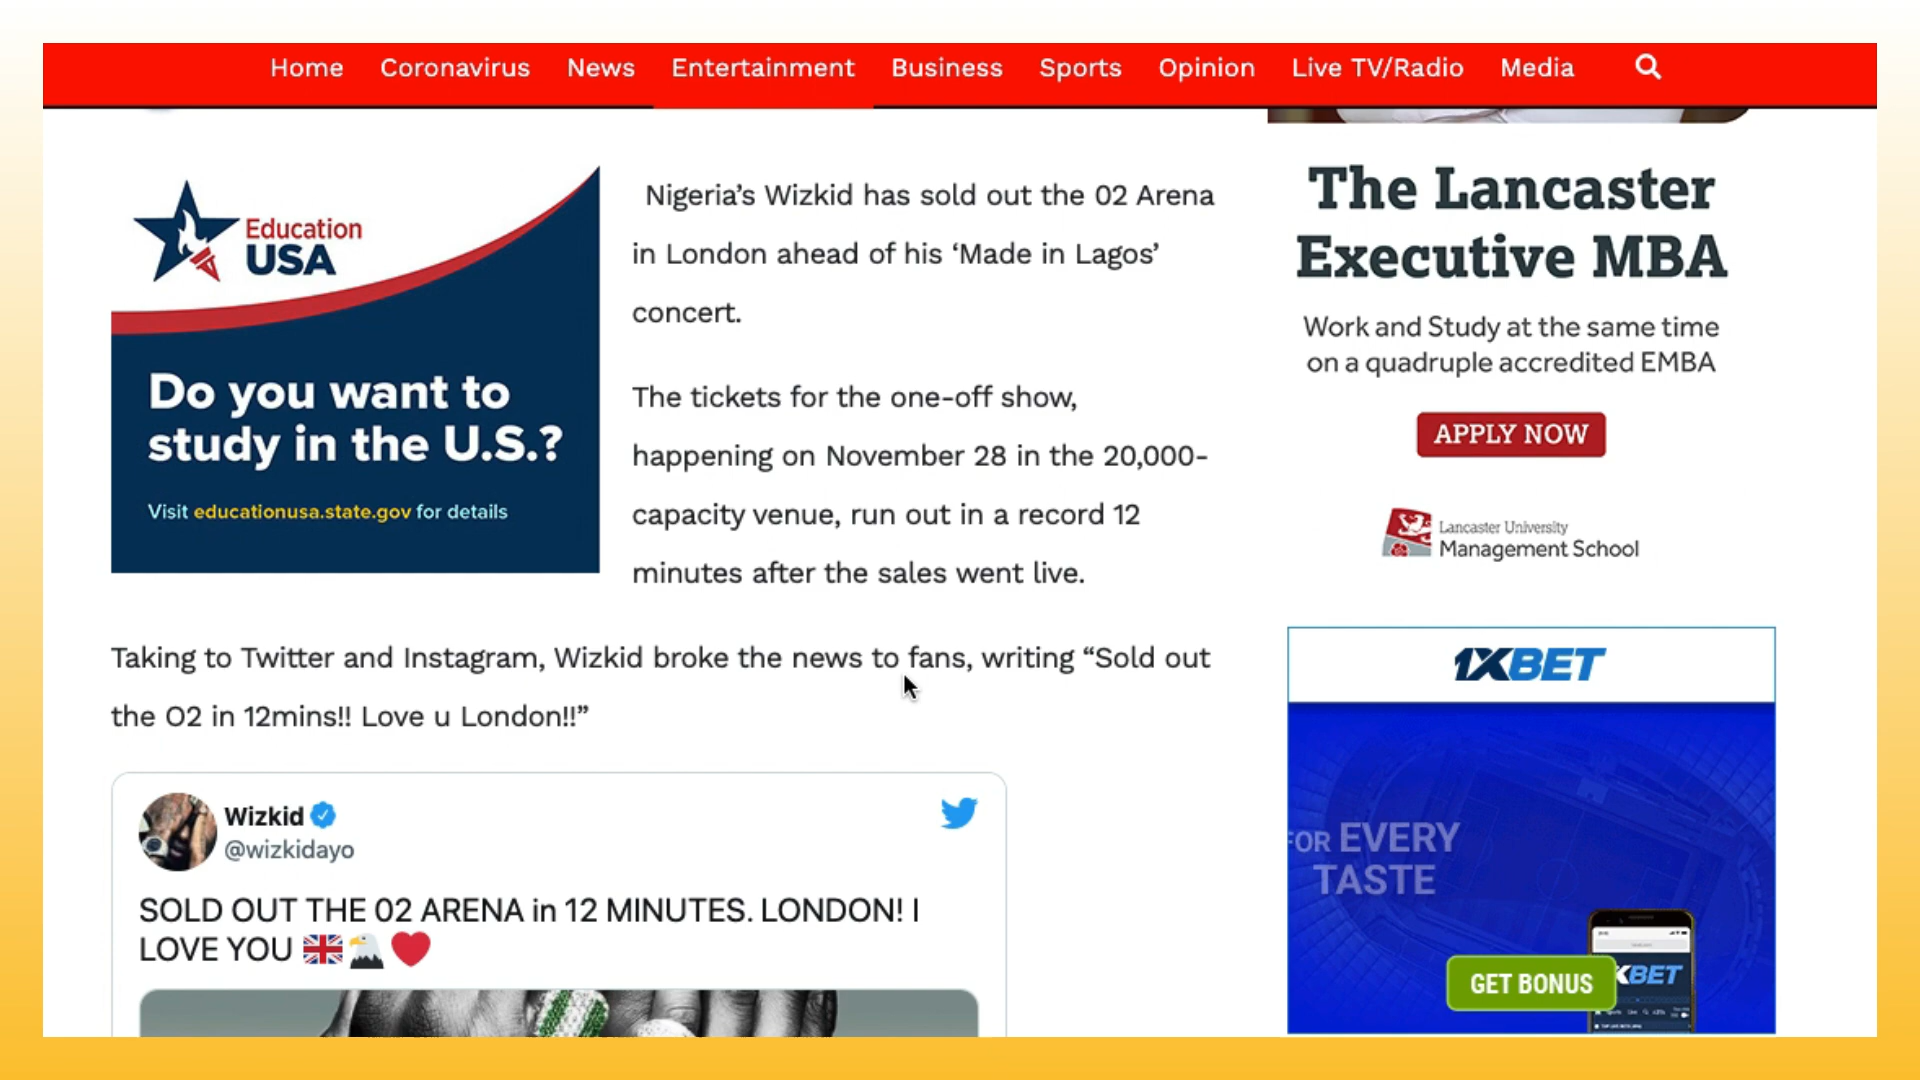 Home Coronavirus News Entertainment Business Sports Opinion Live TV/Radio Media
Education
USA
Do you want to
study in the U.S.?
Visit educationusa.state.gov for details
Nigeria’s Wizkid has sold out the 02 Arena
in London ahead of his ‘Made in Lagos’
concert.
The tickets for the one-off show,
happening on November 28 in the 20,000-
capacity venue, run out in a record 12
minutes after the sales went live.
Taking to Twitter and Instagram, Wizkid broke the news to fans, writing “Sold out
the O2 in 12mins!! Love u London!!”
Wizkid
@wizkidayo
SOLD OUT THE 02 ARENA in 12 MINUTES. LONDON! I
LOVE YOU 🇬🇧🦅❤️
The Lancaster
Executive MBA
Work and Study at the same time
on a quadruple accredited EMBA
APPLY NOW
Lancaster University
Management School
1XBET
FOR EVERY
TASTE
GET BONUS
XBET